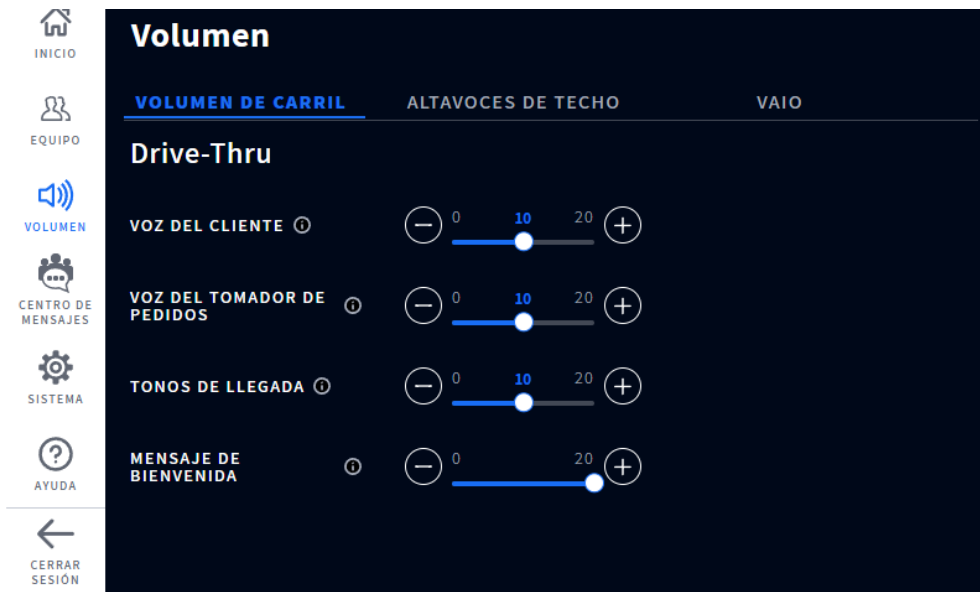 INICIO
EQUIPO
VOLUMEN
CENTRO DE
MENSAJES
SISTEMA
AYUDA
CERRAR
SESIÓN
Volumen
VOLUMEN DE CARRIL
ALTAVOCES DE TECHO
VAIO
Drive-Thru
VOZ DEL CLIENTE
0 10 20
VOZ DEL TOMADOR DE
PEDIDOS
0 10 20
TONOS DE LLEGADA
0 10 20
MENSAJE DE
BIENVENIDA
0 20